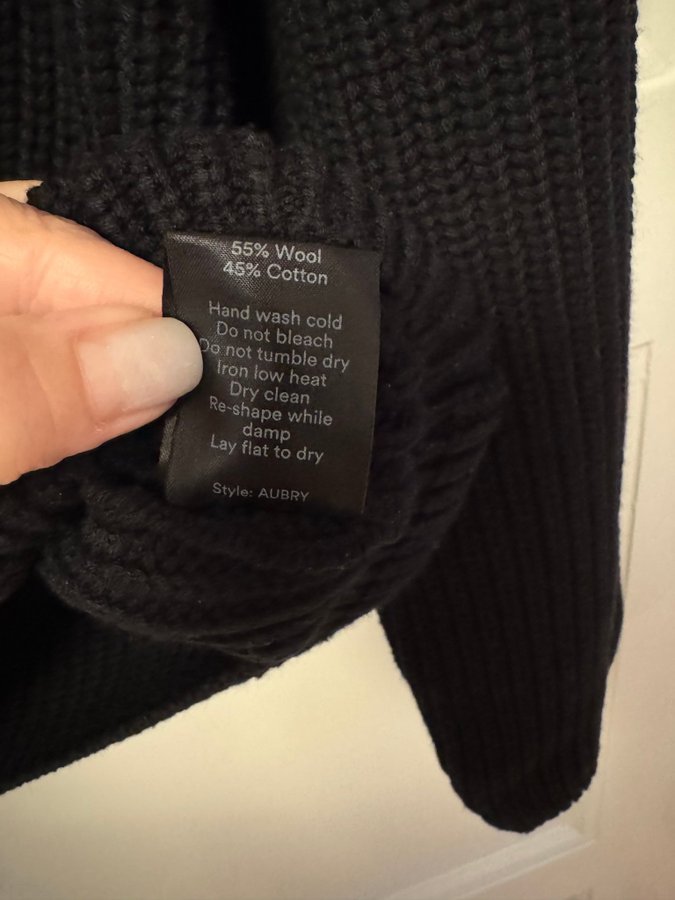 55% Wool
45% Cotton
Hand wash cold
Do not bleach
Do not tumble dry
Iron low heat
Dry clean
Re-shape while
damp
Lay flat to dry
Style: AUBRY